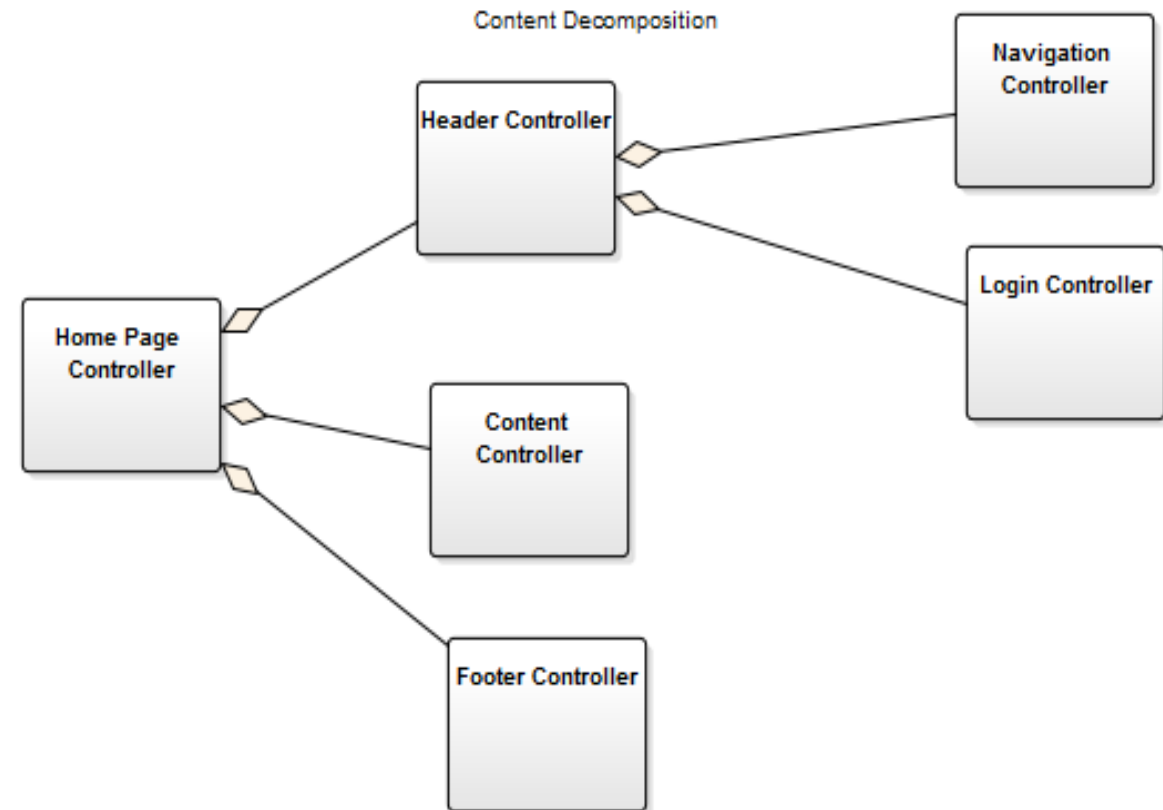 Content Decomposition
Navigation
Controller
Header Controller
Login Controller
Home Page
Controller
Content
Controller
Footer Controller